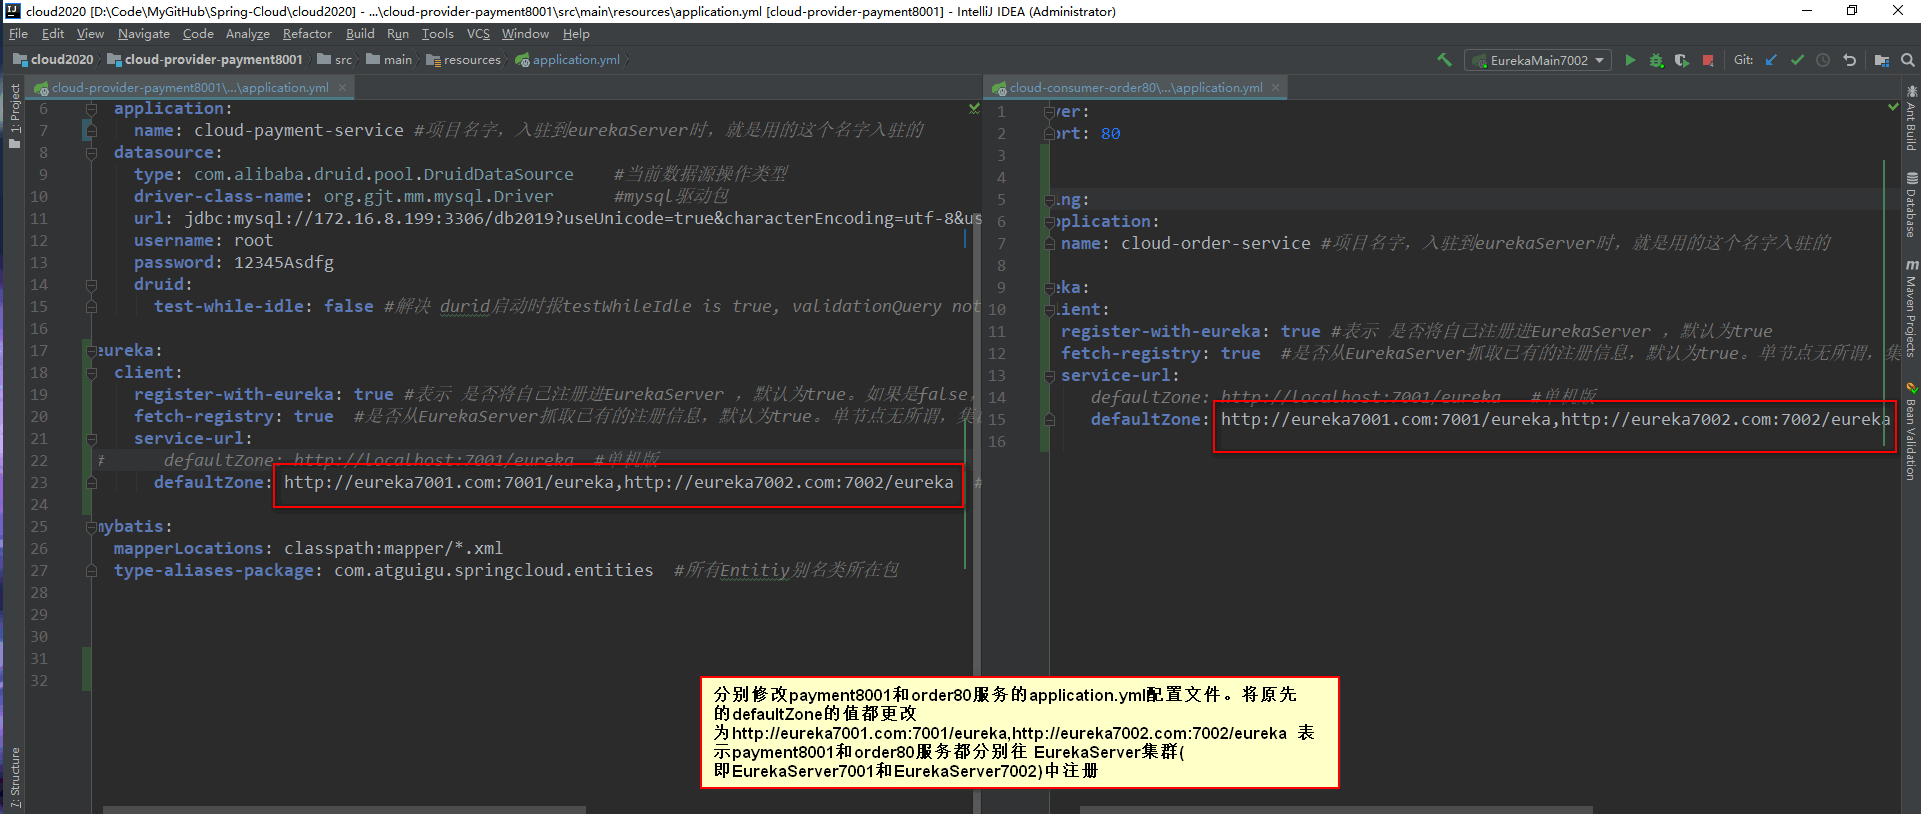 cloud2020 [D:\Code\MyGitHub\Spring-Cloud\cloud2020] - ...\cloud-provider-payment8001\src\main\resources\application.yml [cloud-provider-payment8001] - IntelliJ IDEA (Administrator)
File Edit View Navigate Code Analyze Refactor Build Run Tools VCS Window Help
cloud2020 cloud-provider-payment8001 src main resources application.yml
EurekaMain7002 Git:
cloud-provider-payment8001\...\application.yml
1: Project
7: Structure
6 application:
7 name: cloud-payment-service #项目名字，入驻到eurekaServer时，就是用的这个名字入驻的
8 datasource:
9 type: com.alibaba.druid.pool.DruidDataSource #当前数据源操作类型
10 driver-class-name: org.gjt.mm.mysql.Driver #mysql驱动包
11 url: jdbc:mysql://172.16.8.199:3306/db2019?useUnicode=true&characterEncoding=utf-8&us
12 username: root
13 password: 12345Asdfg
14 druid:
15 test-while-idle: false #解决 durid启动时报testWhileIdle is true, validationQuery not
16
17 eureka:
18 client:
19 register-with-eureka: true #表示 是否将自己注册进EurekaServer ，默认为true。如果是false,
20 fetch-registry: true #是否从EurekaServer抓取已有的注册信息，默认为true。单节点无所谓，集
21 service-url:
22 # defaultZone: http://localhost:7001/eureka #单机版
23 defaultZone: http://eureka7001.com:7001/eureka,http://eureka7002.com:7002/eureka #
24
25 mybatis:
26 mapperLocations: classpath:mapper/*.xml
27 type-aliases-package: com.atguigu.springcloud.entities #所有Entitiy别名类所在包
28
29
30
31
32
cloud-consumer-order80\...\application.yml
1 ver:
2 ort: 80
3
4
5 ing:
6 pplication:
7 name: cloud-order-service #项目名字，入驻到eurekaServer时，就是用的这个名字入驻的
8
9 eka:
10 lient:
11 register-with-eureka: true #表示 是否将自己注册进EurekaServer ，默认为true
12 fetch-registry: true #是否从EurekaServer抓取已有的注册信息，默认为true。单节点无所谓，集
13 service-url:
14 defaultZone: http://localhost:7001/eureka #单机版
15 defaultZone: http://eureka7001.com:7001/eureka,http://eureka7002.com:7002/eureka
16
Ant Build
Database
Maven Projects
Bean Validation
分别修改payment8001和order80服务的application.yml配置文件。将原先
的defaultZone的值都更改
为http://eureka7001.com:7001/eureka,http://eureka7002.com:7002/eureka 表
示payment8001和order80服务都分别往 EurekaServer集群(
即EurekaServer7001和EurekaServer7002)中注册